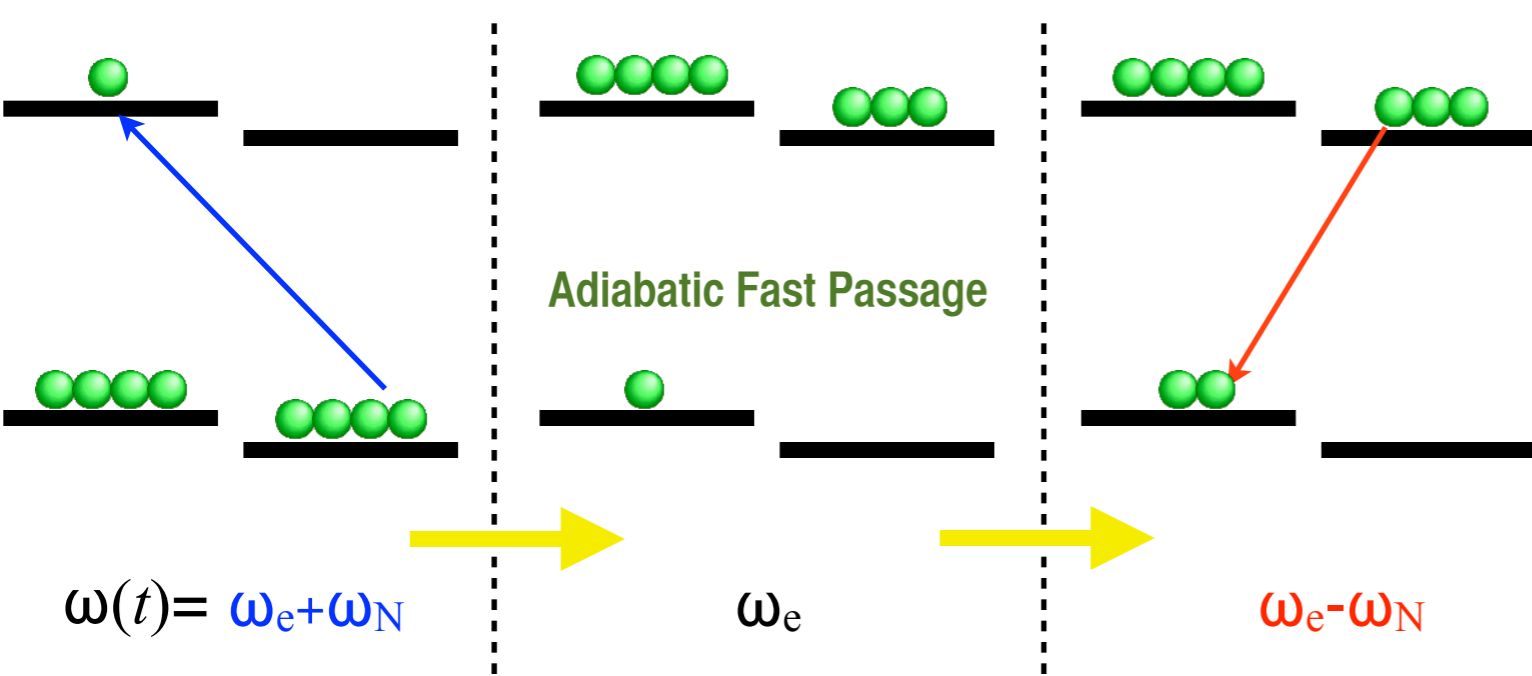 Adiabatic Fast Passage
ω(t)= ωe+ωN
ωe
ωe-ωN